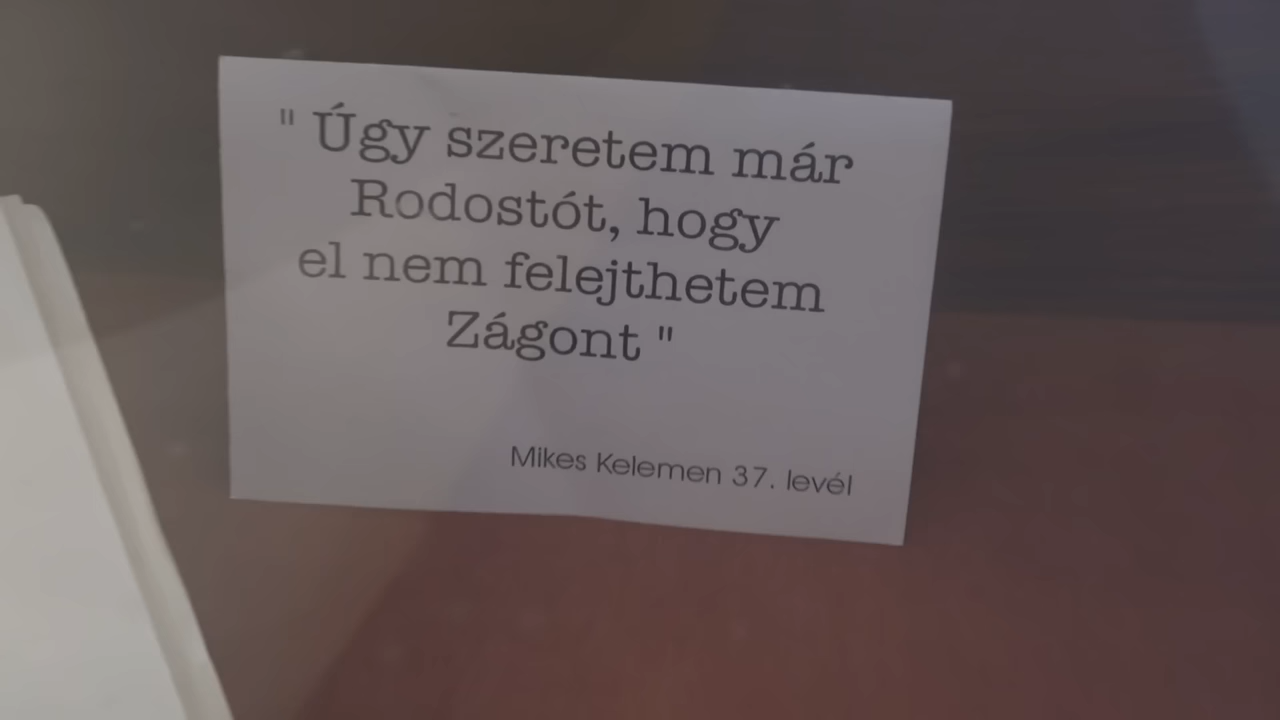 " Úgy szeretem már
Rodostót, hogy
el nem felejthetem
Zágont "
Mikes Kelemen 37. levél